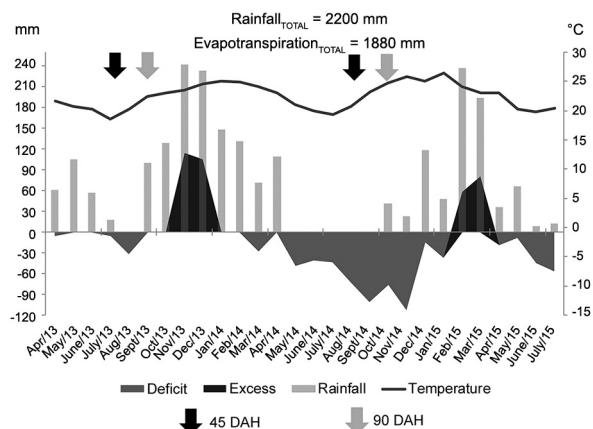 Rainfall TOTAL = 2200 mm
mm
°C
Evapotranspiration TOTAL = 1880 mm
240
210
180
150
120
90
60
30
0
-30
-60
-90
-120
30
25
20
15
10
5
0
-5
-10
-15
Apr/13
May/13
June/13
July/13
Aug/13
Sept/13
Oct/13
Nov/13
Dec/13
Jan/14
Feb/14
Mar/14
Apr/14
May/14
Jun/14
July/14
Aug/14
Sept/14
Oct/14
Nov/14
Dec/14
Jan/15
Feb/15
Mar/15
Apr/15
May/15
June/15
July/15
Deficit Excess Rainfall Temperature
45 DAH 90 DAH